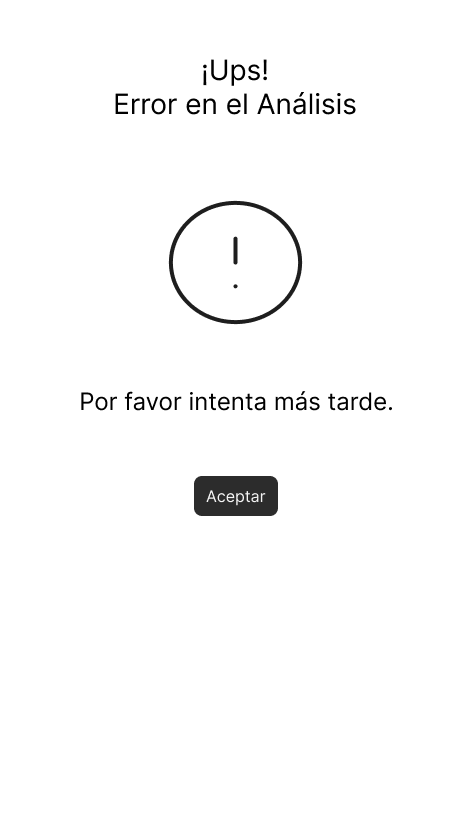 ¡Ups!
Error en el Análisis
Por favor intenta más tarde.
Aceptar